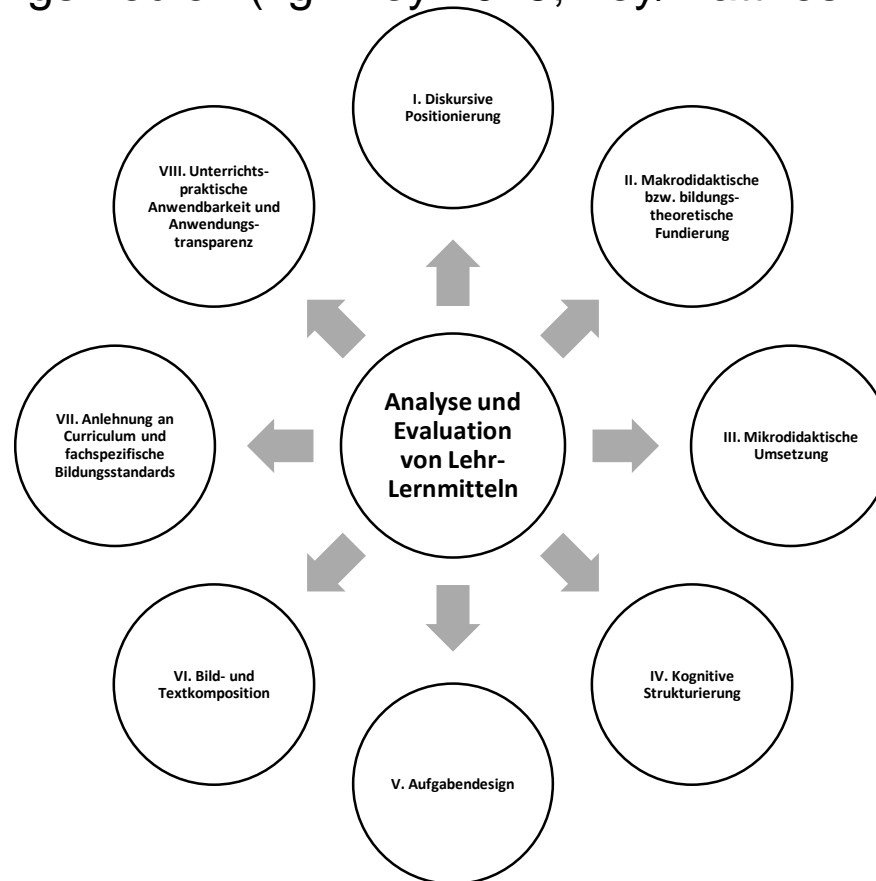 I. Diskursive
Positionierung
II. Makrodidaktische
bzw. bildungs-
theoretische
Fundierung
III. Mikrodidaktische
Umsetzung
IV. Kognitive
Strukturierung
V. Aufgabendesign
VI. Bild- und
Textkomposition
VII. Anlehnung an
Curriculum und
fachspezifische
Bildungsstandards
VIII. Unterrichts-
praktische
Anwendbarkeit und
Anwendungs-
transparenz
Analyse und
Evaluation
von Lehr-
Lernmitteln